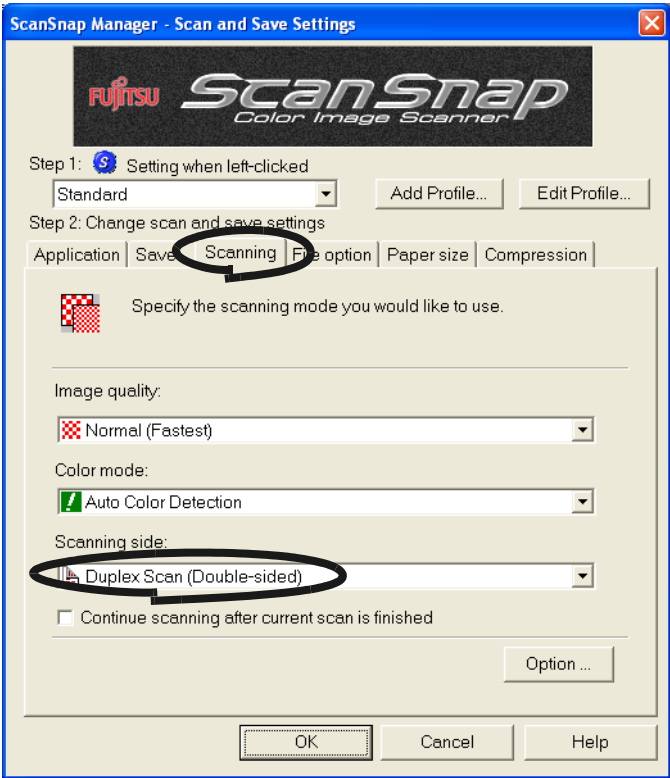 ScanSnap Manager - Scan and Save Settings
FUJITSU ScanSnap
Color Image Scanner
Step 1: S Setting when left-clicked
Standard Add Profile... Edit Profile...
Step 2: Change scan and save settings
Application Save Scanning File option Paper size Compression
Specify the scanning mode you would like to use.
Image quality:
Normal (Fastest)
Color mode:
Auto Color Detection
Scanning side:
Duplex Scan (Double-sided)
Continue scanning after current scan is finished
Option ...
OK Cancel Help